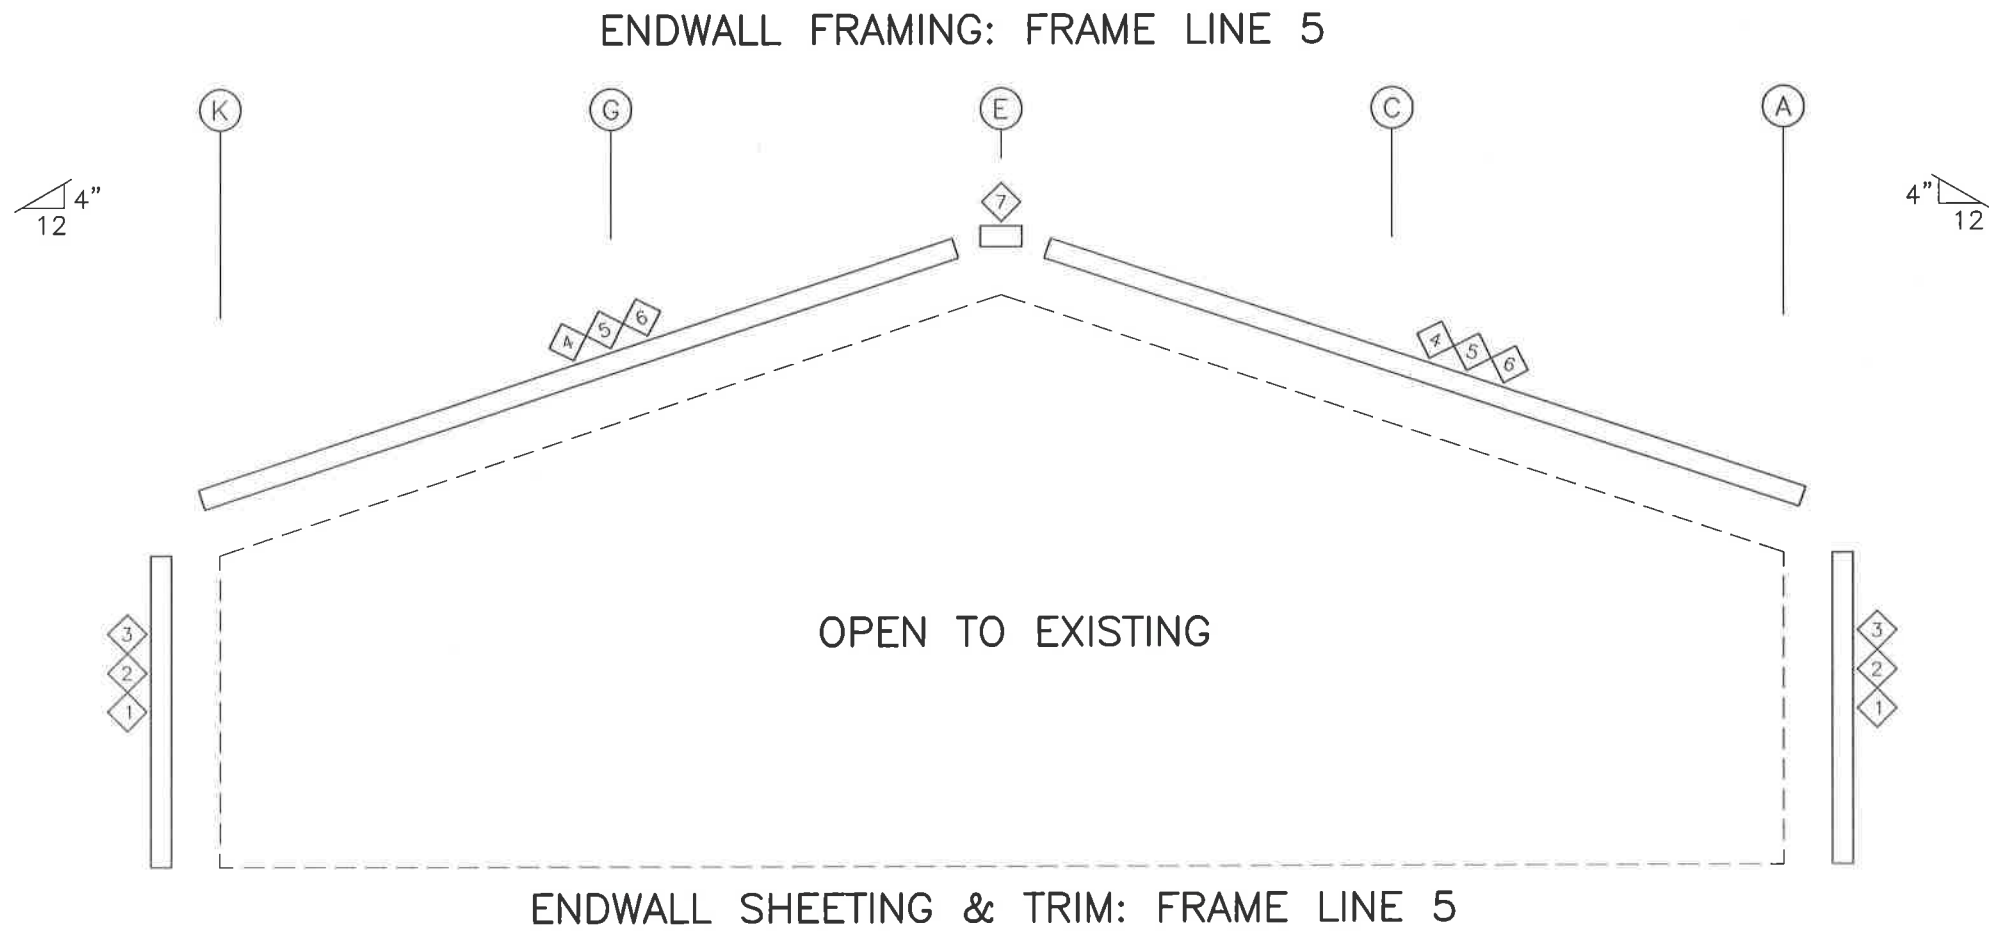 ENDWALL FRAMING: FRAME LINE 5
K G E C A
4"
12
4"
12
7
4 5 6
4 5 6
OPEN TO EXISTING
3
2
1
3
2
1
ENDWALL SHEETING & TRIM: FRAME LINE 5